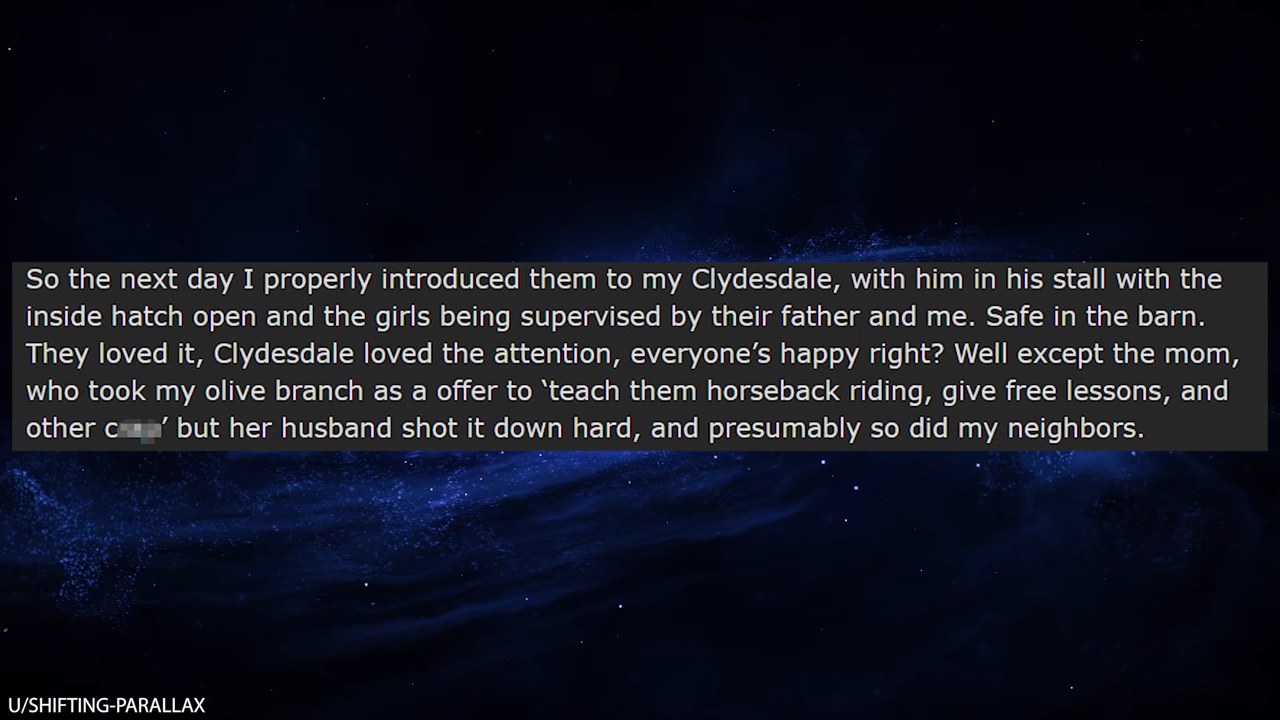 So the next day I properly introduced them to my Clydesdale, with him in his stall with the
inside hatch open and the girls being supervised by their father and me. Safe in the barn.
They loved it, Clydesdale loved the attention, everyone’s happy right? Well except the mom,
who took my olive branch as a offer to ‘teach them horseback riding, give free lessons, and
other c ’ but her husband shot it down hard, and presumably so did my neighbors.
U/SHIFTING-PARALLAX